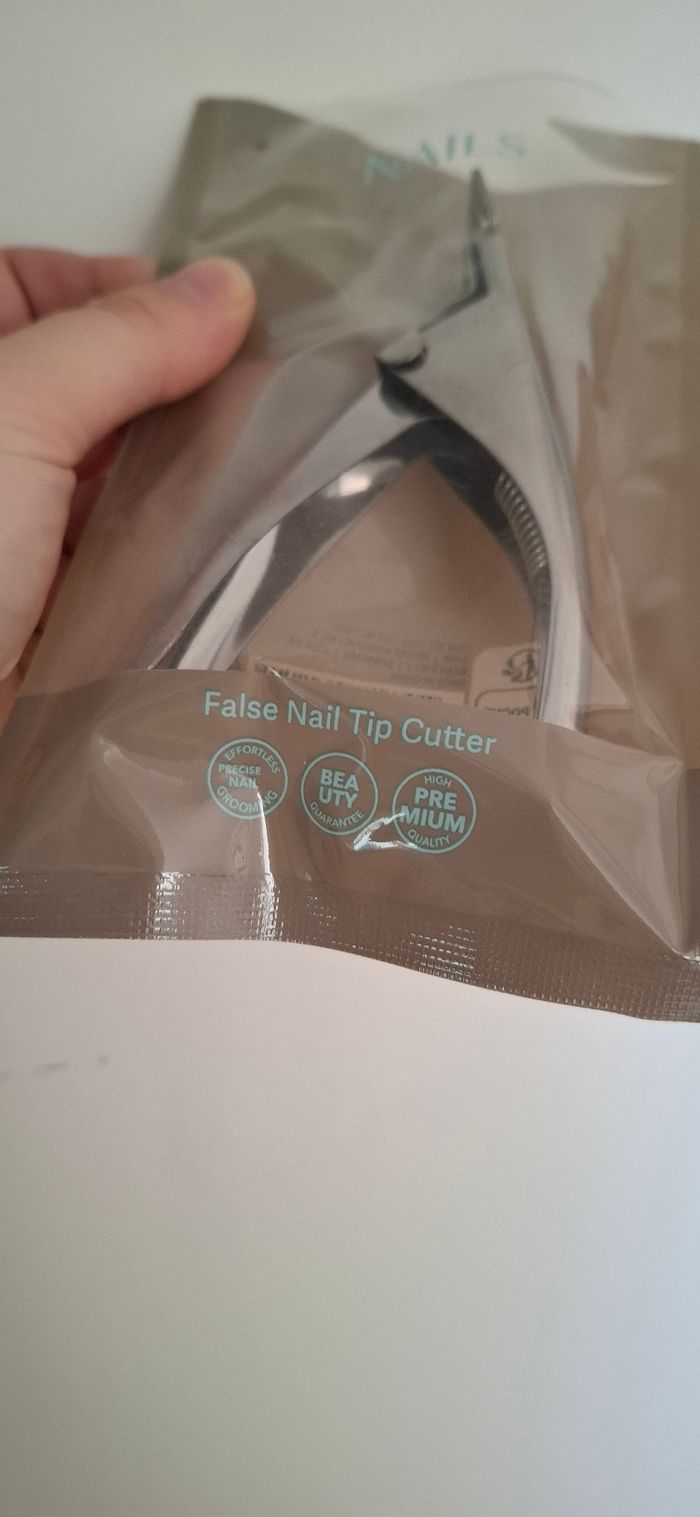 NAILS
False Nail Tip Cutter
EFFORTLESS
PRECISE
NAIL
GROOMING
BEA
UTY
GUARANTEE
HIGH
PRE
MIUM
QUALITY